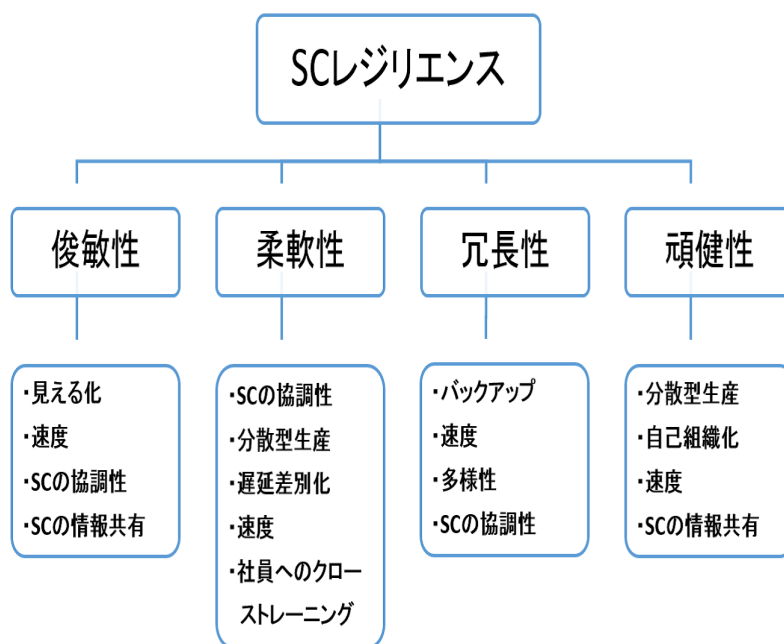 SCレジリエンス
俊敏性
柔軟性
冗長性
頑健性
・見える化
・速度
・SCの協調性
・SCの情報共有
・SCの協調性
・分散型生産
・遅延差別化
・速度
・社員へのクロー
ストレーニング
・バックアップ
・速度
・多様性
・SCの協調性
・分散型生産
・自己組織化
・速度
・SCの情報共有